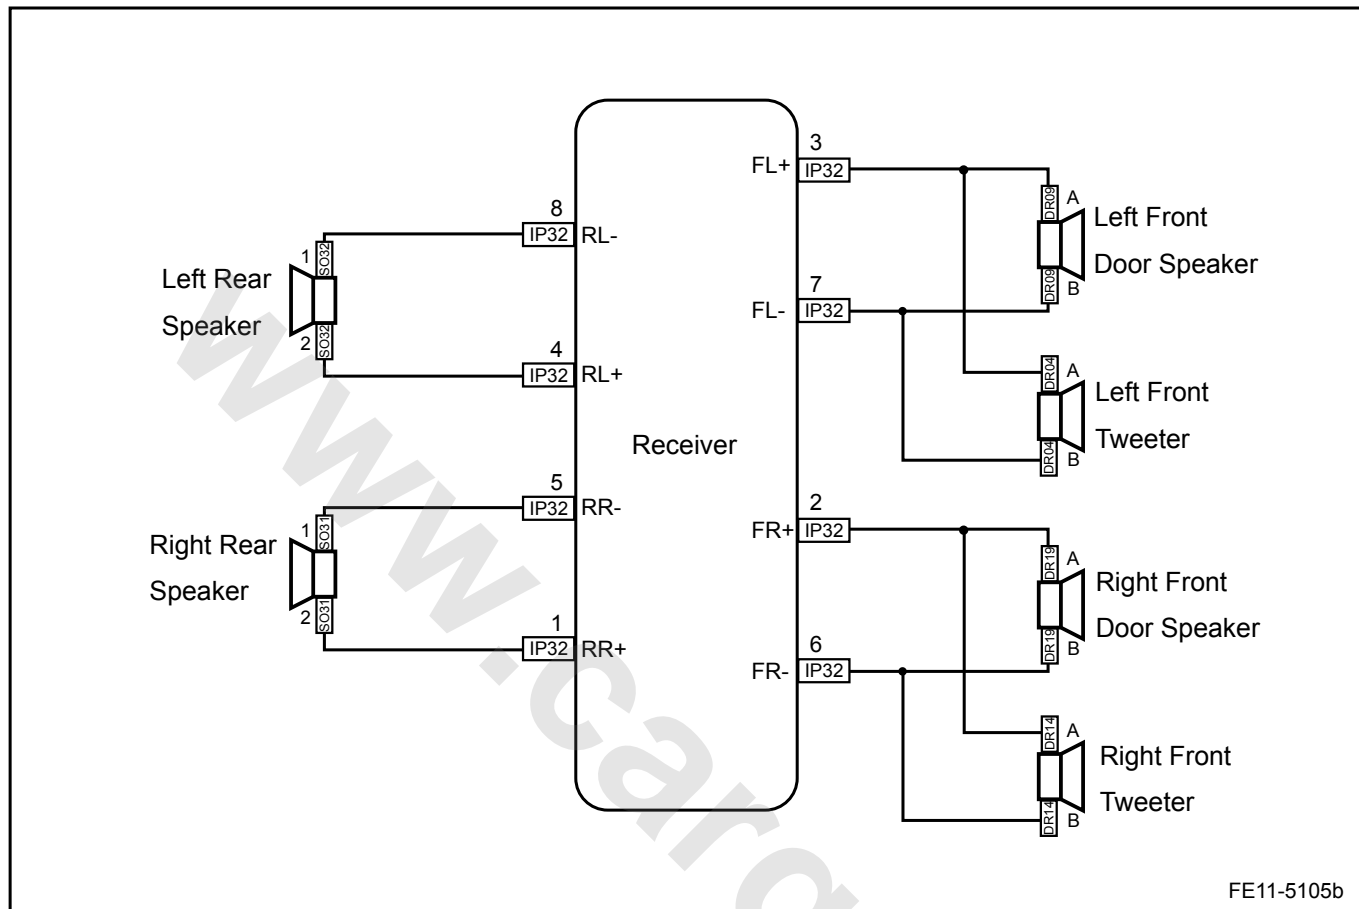 8
IP32 RL-
1
SO32
Left Rear
Speaker
2
SO32
4
IP32 RL+
5
IP32 RR-
1
SO31
Right Rear
Speaker
2
SO31
1
IP32 RR+
Receiver
3
FL+ IP32
DR09 A
Left Front
Door Speaker
DR09 B
7
FL- IP32
DR04 A
Left Front
Tweeter
DR04 B
2
FR+ IP32
DR19 A
Right Front
Door Speaker
DR19 B
6
FR- IP32
DR14 A
Right Front
Tweeter
DR14 B
FE11-5105b
www.car